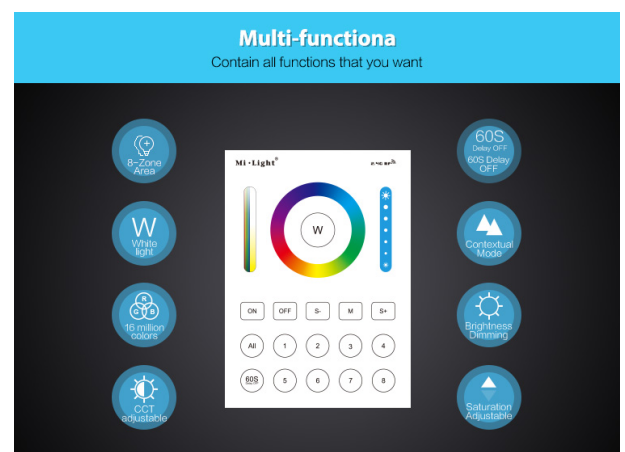 Multi-functiona
Contain all functions that you want
8-Zone
Area
White
light
R
G B
16 million
colors
CCT
adjustable
Mi·Light®
W
ON OFF S- M S+
All 1 2 3 4
60S 5 6 7 8
60S
Delay OFF
60S Delay
OFF
Contextual
Mode
Brightness
Dimming
Saturation
Adjustable